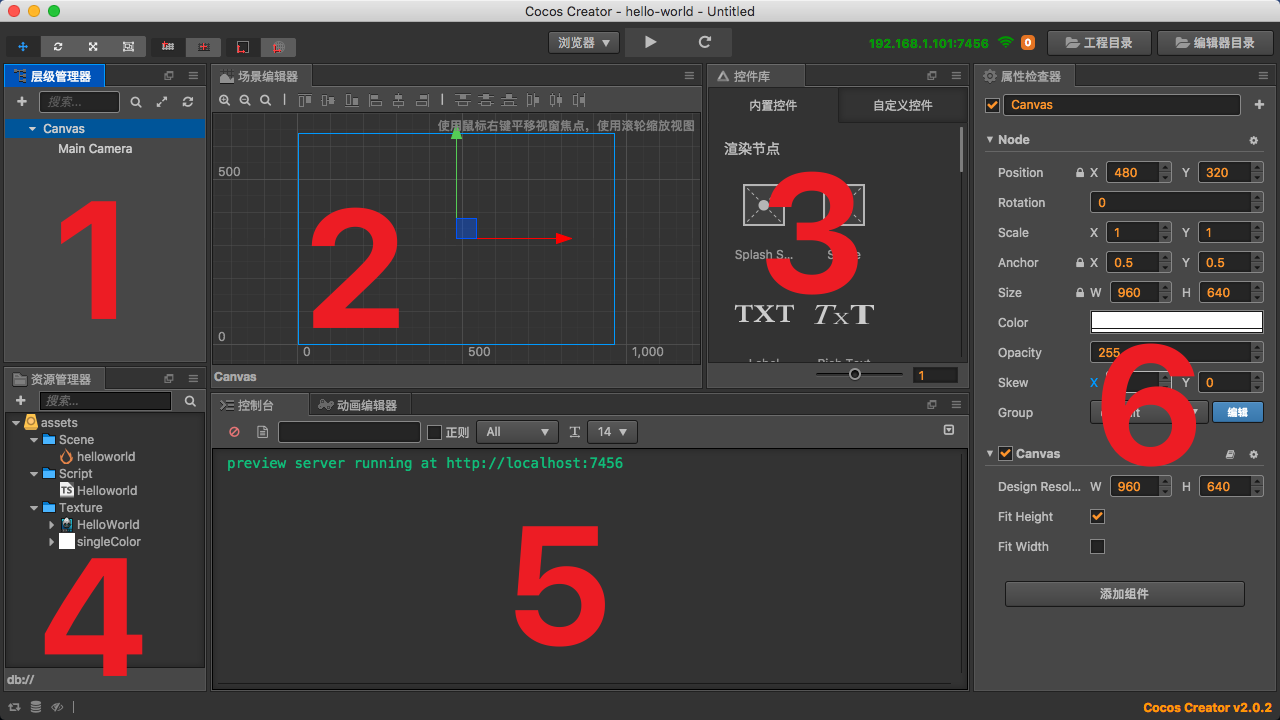 Cocos Creator - hello-world - Untitled
浏览器
192.168.1.101:7456
0
工程目录
编辑器目录
层级管理器
搜索...
Canvas
Main Camera
1
场景编辑器
使用鼠标右键平移视窗焦点，使用滚轮缩放视图
500
0
0
500
1,000
2
Canvas
控件库
内置控件
自定义控件
渲染节点
Splash S...
TXT
TxT
3
1
资源管理器
搜索...
assets
Scene
helloworld
Script
TS Helloworld
Texture
HelloWorld
singleColor
4
db://
控制台
动画编辑器
正则
All
14
preview server running at http://localhost:7456
5
属性检查器
Canvas
Node
Position X 480 Y 320
Rotation 0
Scale X 1 Y 1
Anchor X 0.5 Y 0.5
Size W 960 H 640
Color
Opacity 255
Skew X Y 0
Group 编辑
6
Canvas
Design Resol... W 960 H 640
Fit Height
Fit Width
添加组件
Cocos Creator v2.0.2